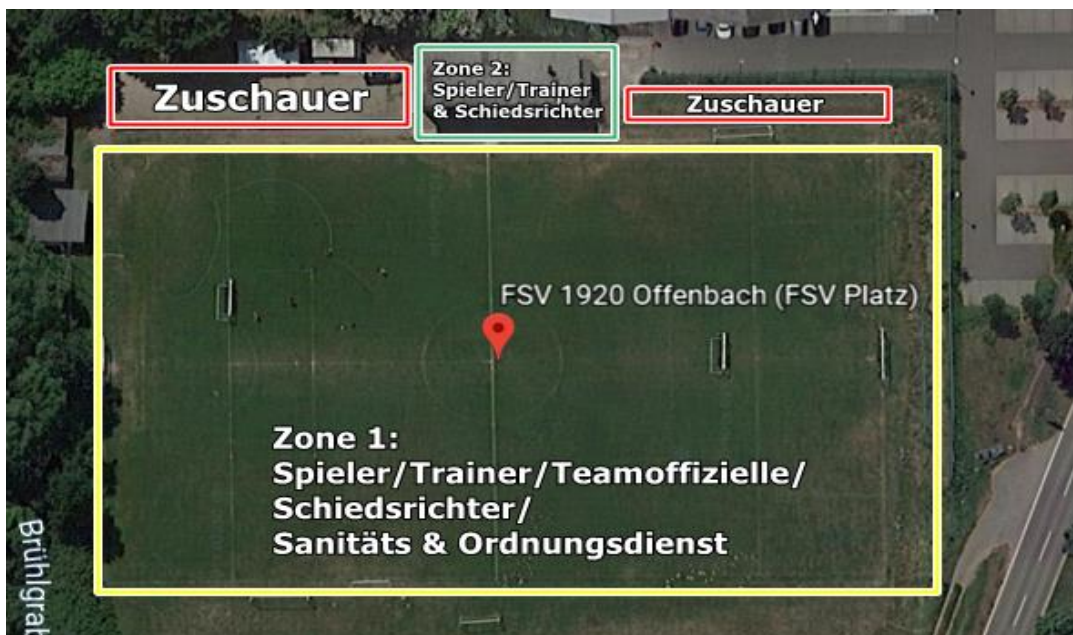 Zuschauer
Zone 2:
Spieler/Trainer
& Schiedsrichter
Zuschauer
FSV 1920 Offenbach (FSV Platz)
Zone 1:
Spieler/Trainer/Teamoffizielle/
Schiedsrichter/
Sanitäts & Ordnungsdienst